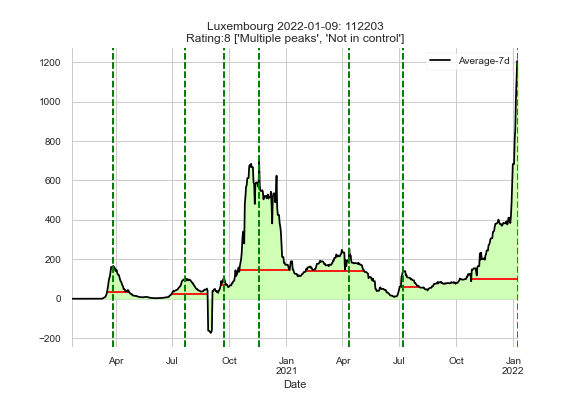 Luxembourg 2022-01-09: 112203
Rating:8 ['Multiple peaks', 'Not in control']
Average-7d
1200
1000
800
600
400
200
0
−200
Apr Jul Oct Jan Apr Jul Oct Jan
2021 2022
Date